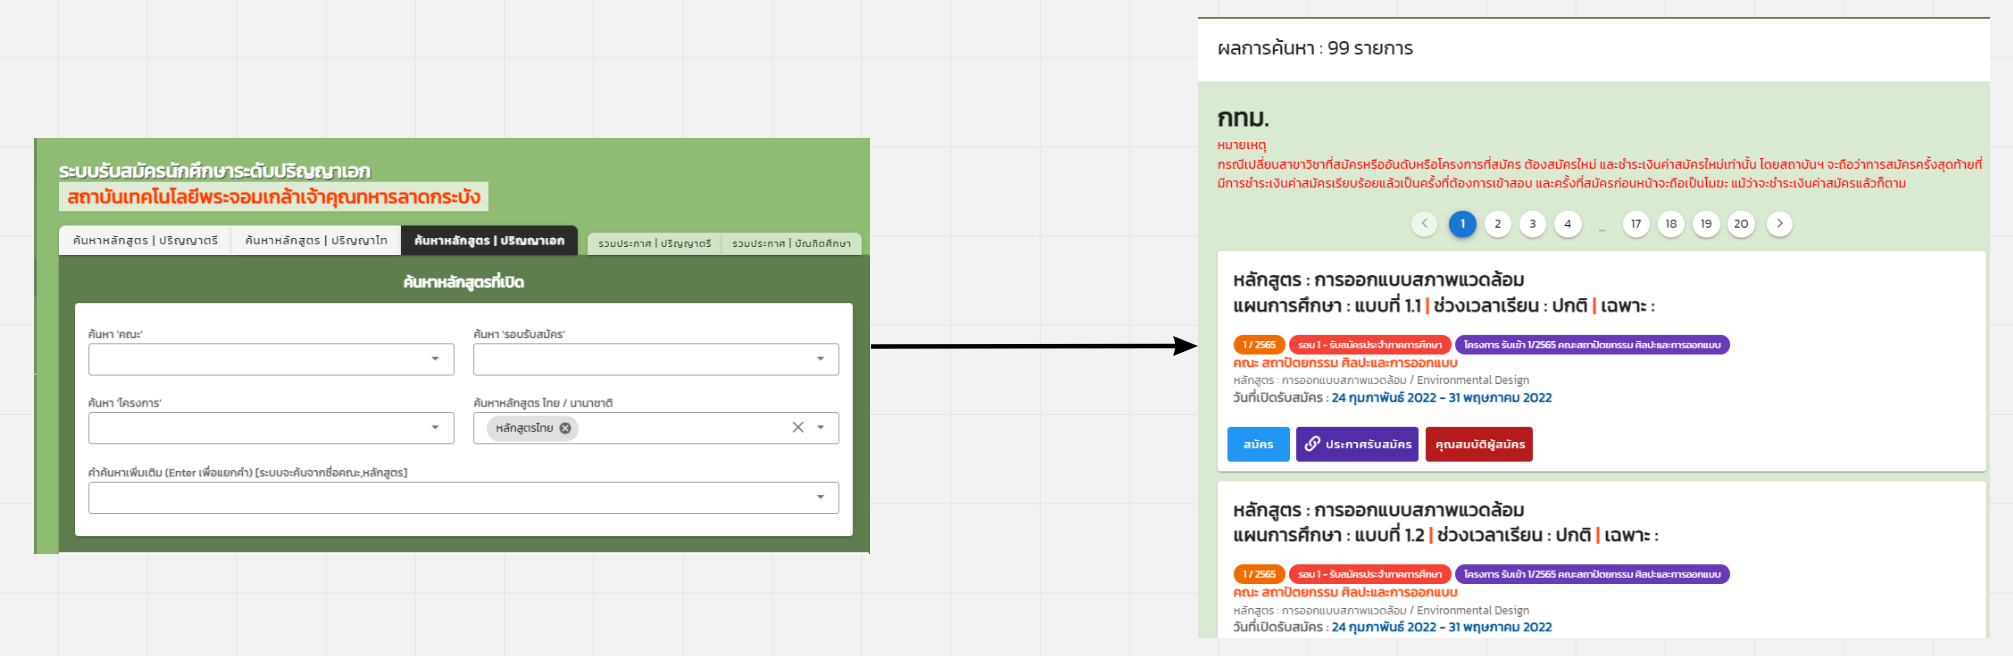 ระบบรับสมัครนักศึกษาระดับปริญญาเอก
สถาบันเทคโนโลยีพระจอมเกล้าเจ้าคุณทหารลาดกระบัง
ค้นหาหลักสูตร | ปริญญาตรี
ค้นหาหลักสูตร | ปริญญาโท
ค้นหาหลักสูตร | ปริญญาเอก
รวมประกาศ | ปริญญาตรี
รวมประกาศ | บัณฑิตศึกษา
ค้นหาหลักสูตรที่เปิด
ค้นหา 'คณะ'
ค้นหา 'รอบรับสมัคร'
ค้นหา 'โครงการ'
ค้นหาหลักสูตร ไทย / นานาชาติ
หลักสูตรไทย
คำค้นหาเพิ่มเติม (Enter เพื่อแยกคำ) [ระบบจะค้นจากชื่อคณะ,หลักสูตร]
ผลการค้นหา : 99 รายการ
กทม.
หมายเหตุ
กรณีเปลี่ยนสาขาวิชาที่สมัครหรืออันดับหรือโครงการที่สมัคร ต้องสมัครใหม่ และชำระเงินค่าสมัครใหม่เท่านั้น โดยสถาบันฯ จะถือว่าการสมัครครั้งสุดท้ายที่
มีการชำระเงินค่าสมัครเรียบร้อยแล้วเป็นครั้งที่ต้องการเข้าสอบ และครั้งที่สมัครก่อนหน้าจะถือเป็นโมฆะ แม้ว่าจะชำระเงินค่าสมัครแล้วก็ตาม
1 2 3 4 ... 17 18 19 20
หลักสูตร : การออกแบบสภาพแวดล้อม
แผนการศึกษา : แบบที่ 1.1 | ช่วงเวลาเรียน : ปกติ | เฉพาะ :
1 / 2565 รอบ 1 - รับสมัครประจำภาคการศึกษา โครงการ รับเข้า 1/2565 คณะสถาปัตยกรรม ศิลปะและการออกแบบ
คณะ สถาปัตยกรรม ศิลปะและการออกแบบ
หลักสูตร : การออกแบบสภาพแวดล้อม / Environmental Design
วันที่เปิดรับสมัคร : 24 กุมภาพันธ์ 2022 - 31 พฤษภาคม 2022
สมัคร ประกาศรับสมัคร คุณสมบัติผู้สมัคร
หลักสูตร : การออกแบบสภาพแวดล้อม
แผนการศึกษา : แบบที่ 1.2 | ช่วงเวลาเรียน : ปกติ | เฉพาะ :
1 / 2565 รอบ 1 - รับสมัครประจำภาคการศึกษา โครงการ รับเข้า 1/2565 คณะสถาปัตยกรรม ศิลปะและการออกแบบ
คณะ สถาปัตยกรรม ศิลปะและการออกแบบ
หลักสูตร : การออกแบบสภาพแวดล้อม / Environmental Design
วันที่เปิดรับสมัคร : 24 กุมภาพันธ์ 2022 - 31 พฤษภาคม 2022